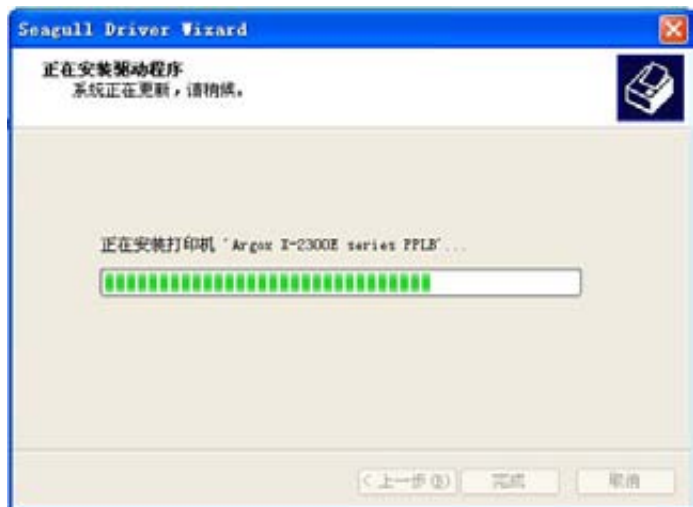 Seagull Driver Wizard
正在安装驱动程序
系统正在更新，请稍候。
正在安装打印机 'Argox X-2300E series PPLB'...
< 上一步(B) 完成 取消